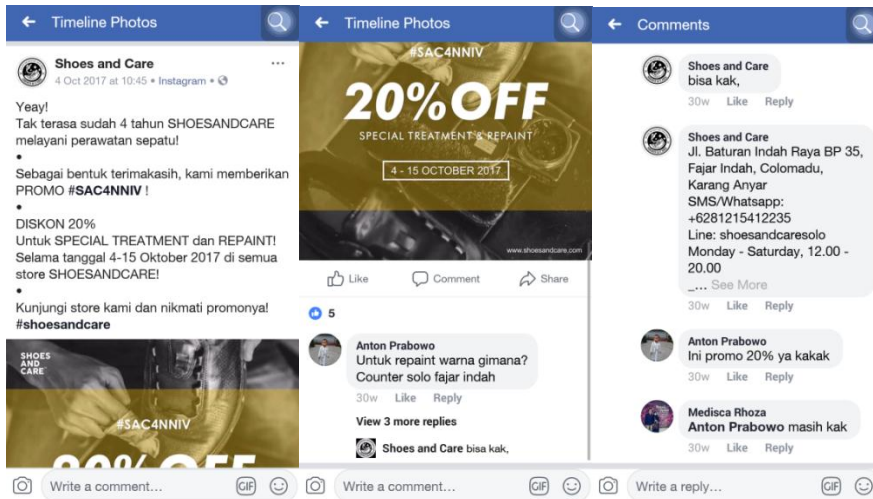 Timeline Photos
Shoes and Care
4 Oct 2017 at 10:45 • Instagram •
Yeay!
Tak terasa sudah 4 tahun SHOESANDCARE
melayani perawatan sepatu!
•
Sebagai bentuk terimakasih, kami memberikan
PROMO #SAC4NNIV !
•
DISKON 20%
Untuk SPECIAL TREATMENT dan REPAINT!
Selama tanggal 4-15 Oktober 2017 di semua
store SHOESANDCARE!
•
Kunjungi store kami dan nikmati promonya!
#shoesandcare
SHOES
AND
CARE
#SAC4NNIV
20% OFF
Write a comment...
GIF
Timeline Photos
#SAC4NNIV
20% OFF
SPECIAL TREATMENT & REPAINT
4 - 15 OCTOBER 2017
www.shoesandcare.com
Like
Comment
Share
5
Anton Prabowo
Untuk repaint warna gimana?
Counter solo fajar indah
30w Like Reply
View 3 more replies
Shoes and Care bisa kak,
Write a comment...
GIF
Comments
Shoes and Care
bisa kak,
30w Like Reply
Shoes and Care
Jl. Baturan Indah Raya BP 35,
Fajar Indah, Colomadu,
Karang Anyar
SMS/Whatsapp:
+6281215412235
Line: shoesandcaresolo
Monday - Saturday, 12.00 -
20.00
_... See More
30w Like Reply
Anton Prabowo
Ini promo 20% ya kakak
30w Like Reply
Medisca Rhoza
Anton Prabowo masih kak
30w Like Reply
Write a reply...
GIF